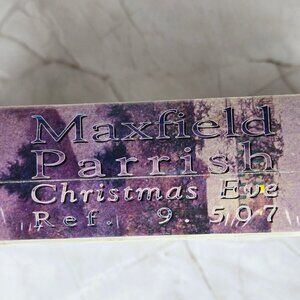 Maxfield
Parrish
Christmas Eve
Ref. 9.507